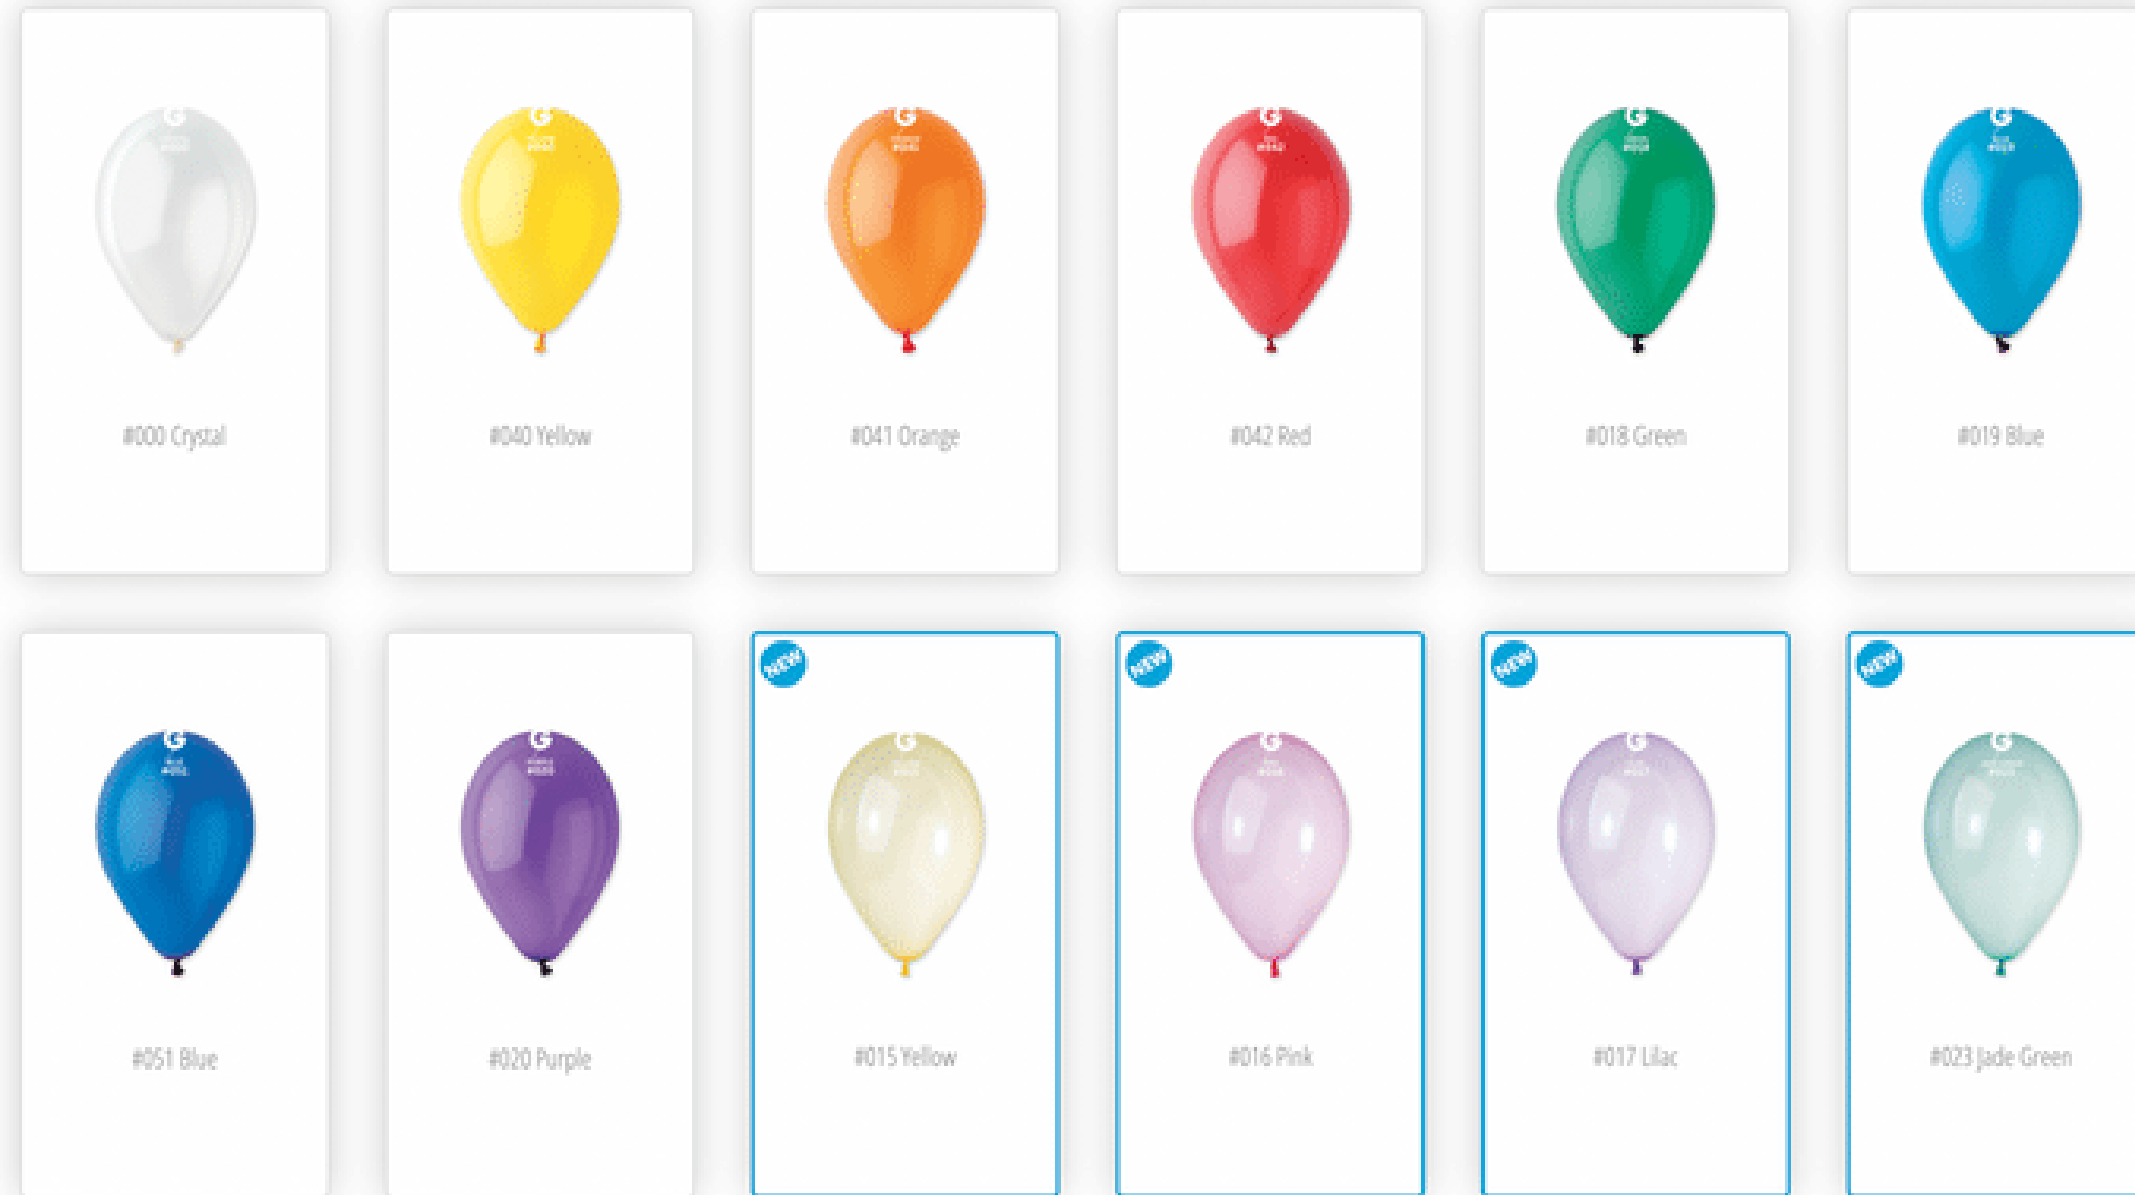 G
G
G
G
G
G
#000 Crystal
#040 Yellow
#041 Orange
#042 Red
#018 Green
#019 Blue
NEW
NEW
NEW
NEW
G
G
G
G
G
G
#051 Blue
#020 Purple
#015 Yellow
#016 Pink
#017 Lilac
#023 Jade Green